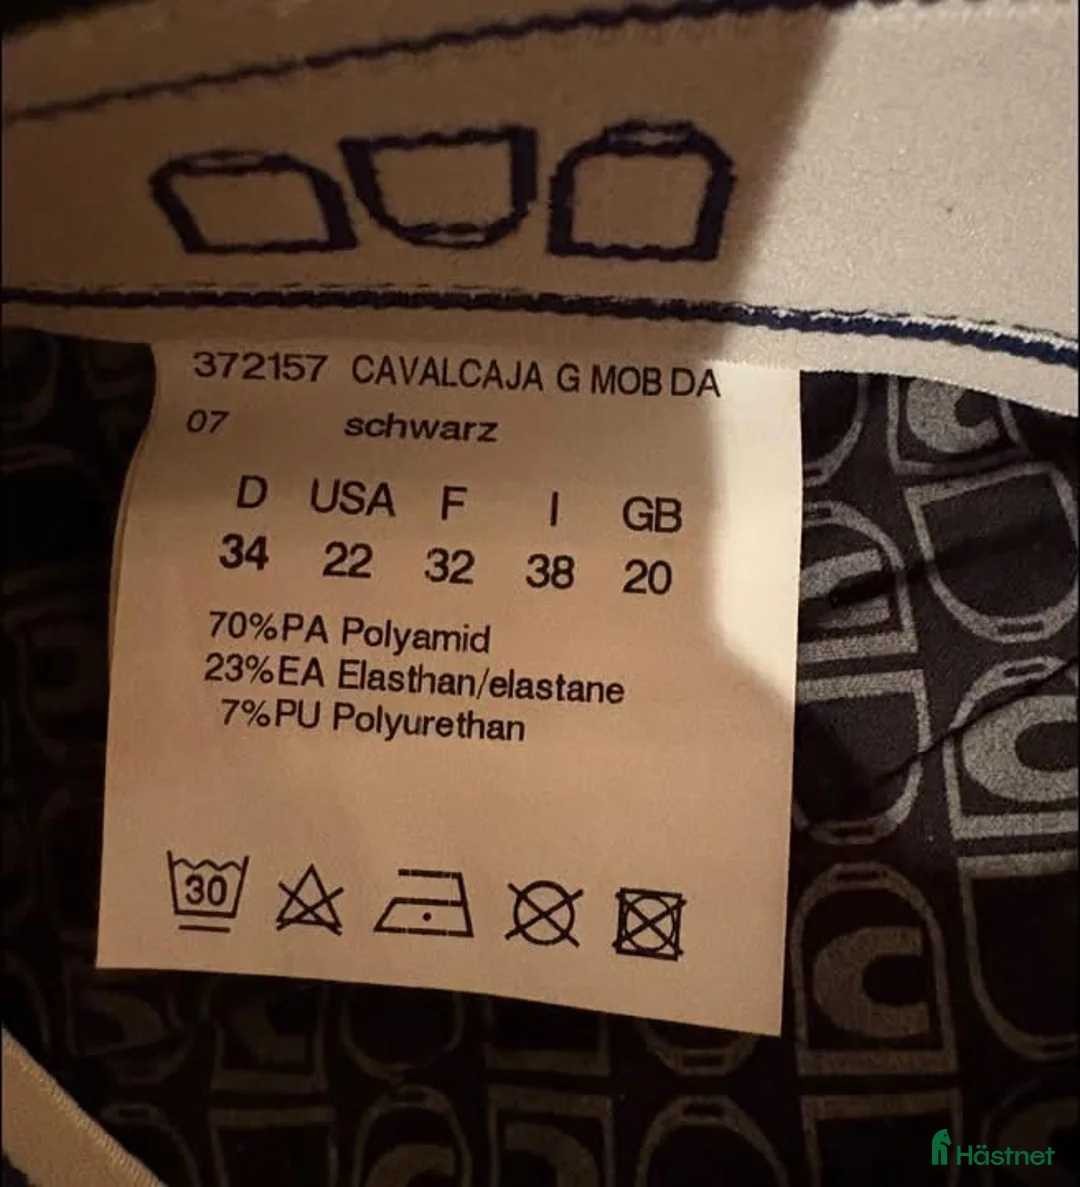 372157 CAVALCAJA G MOB DA
07 schwarz
D USA F I GB
34 22 32 38 20
70%PA Polyamid
23%EA Elasthan/elastane
7%PU Polyurethan
30
Hästnet